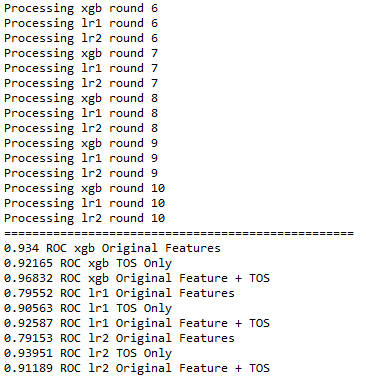 Processing xgb round 6
Processing lr1 round 6
Processing lr2 round 6
Processing xgb round 7
Processing lr1 round 7
Processing lr2 round 7
Processing xgb round 8
Processing lr1 round 8
Processing lr2 round 8
Processing xgb round 9
Processing lr1 round 9
Processing lr2 round 9
Processing xgb round 10
Processing lr1 round 10
Processing lr2 round 10
==================================================
0.934 ROC xgb Original Features
0.92165 ROC xgb TOS Only
0.96832 ROC xgb Original Feature + TOS
0.79552 ROC lr1 Original Features
0.90563 ROC lr1 TOS Only
0.92587 ROC lr1 Original Feature + TOS
0.79153 ROC lr2 Original Features
0.93951 ROC lr2 TOS Only
0.91189 ROC lr2 Original Feature + TOS